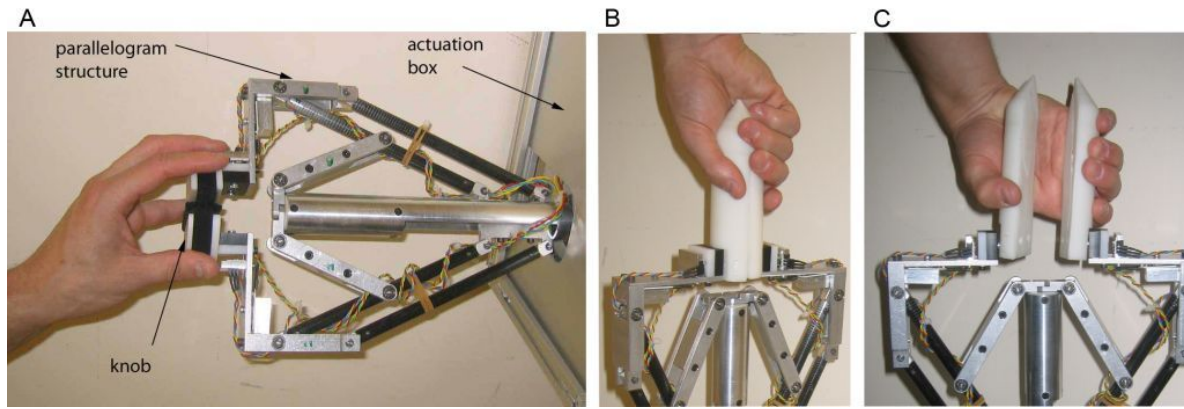 A
parallelogram
structure
actuation
box
knob
B
C